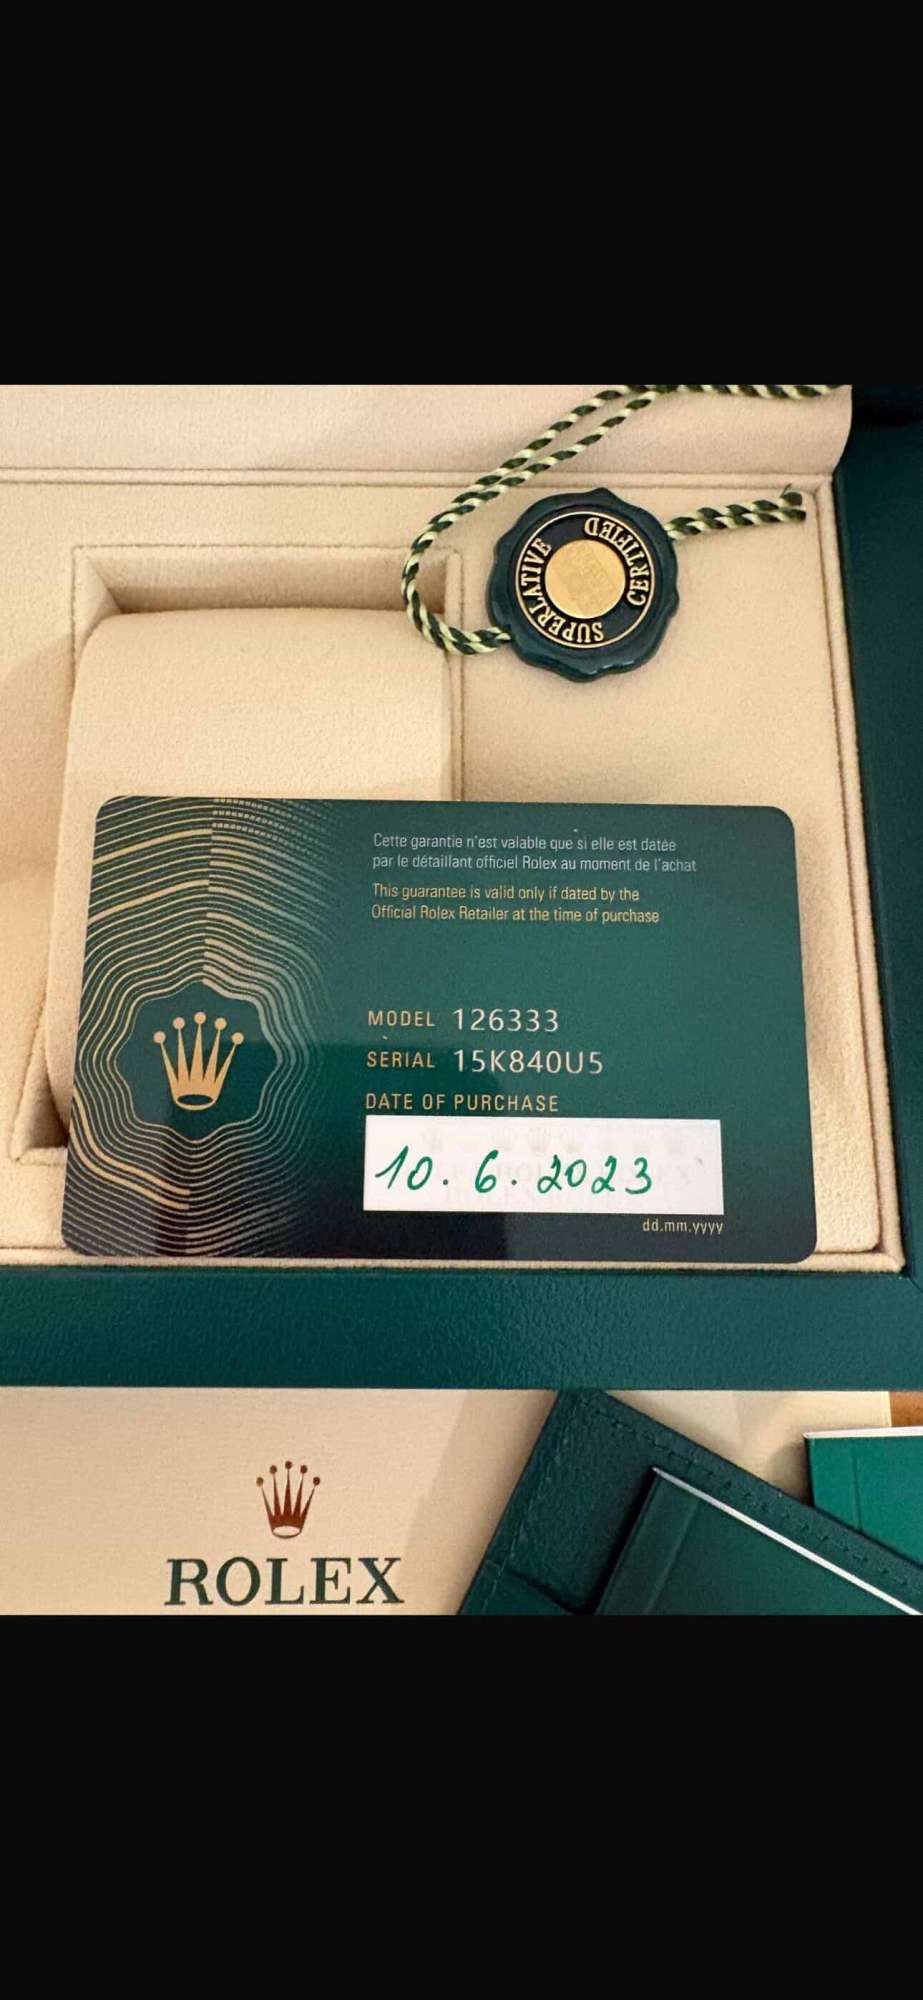 SUPERLATIVE CERTIFIED
Cette garantie n'est valable que si elle est datée
par le détaillant officiel Rolex au moment de l'achat
This guarantee is valid only if dated by the
Official Rolex Retailer at the time of purchase
MODEL 126333
SERIAL 15K840U5
DATE OF PURCHASE
10.6.2023
dd.mm.yyyy
ROLEX